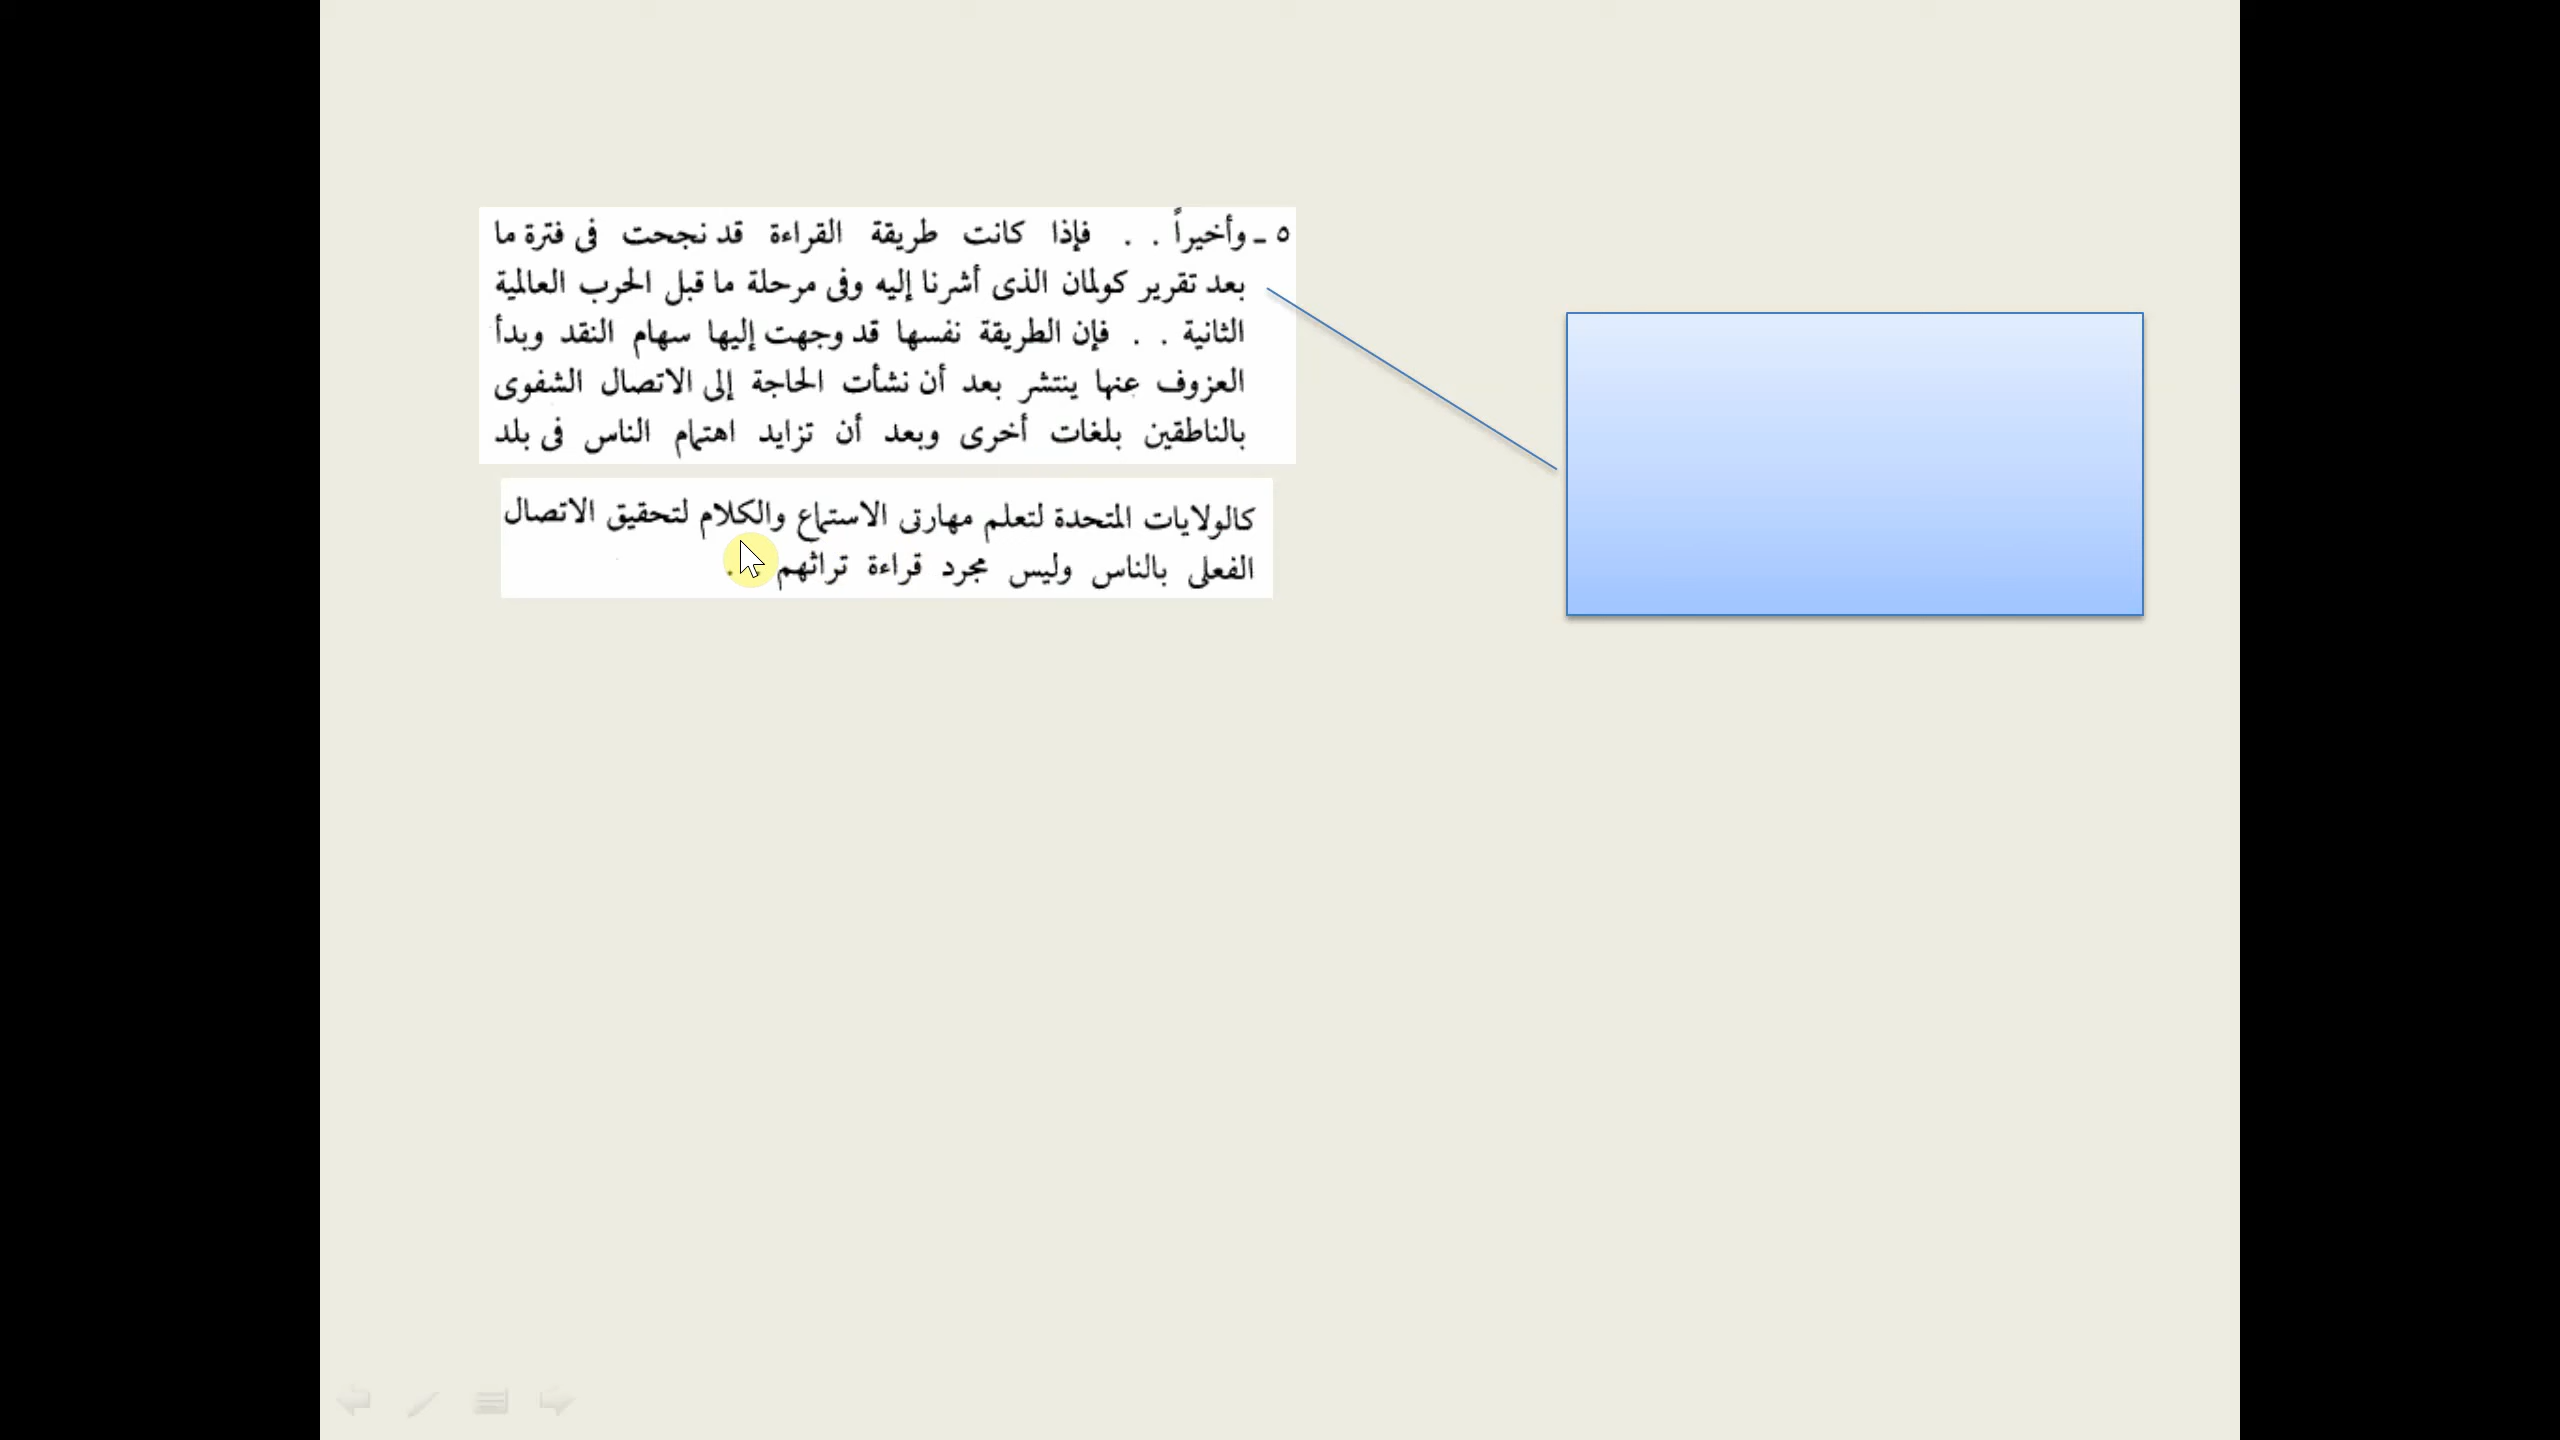 ٥ ـ وأخيراً . . فإذا كانت طريقة القراءة قد نجحت فى فترة ما
بعد تقرير كولمان الذى أشرنا إليه وفى مرحلة ما قبل الحرب العالمية
الثانية . . فإن الطريقة نفسها قد وجهت إليها سهام النقد وبدأ
العزوف عنها ينتشر بعد أن نشأت الحاجة إلى الاتصال الشفوى
بالناطقين بلغات أخرى وبعد أن تزايد اهتمام الناس فى بلد
كالولايات المتحدة لتعلم مهارتى الاستماع والكلام لتحقيق الاتصال
الفعلى بالناس وليس مجرد قراءة تراثهم . .